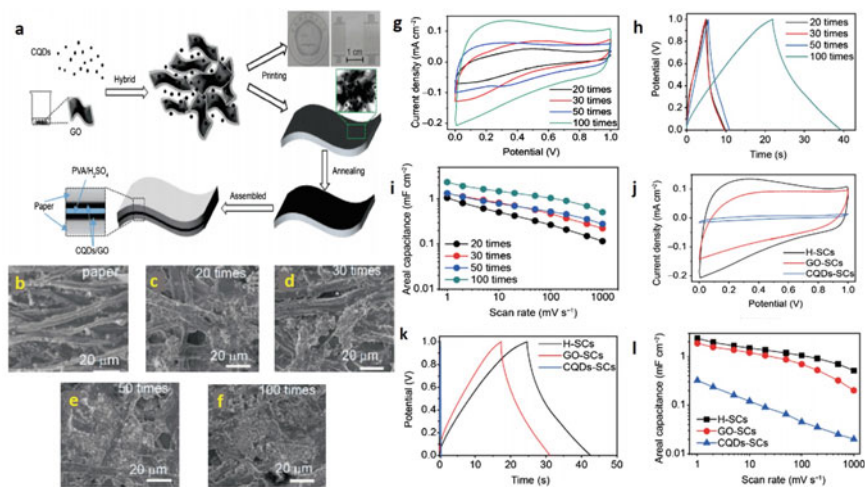 a
CQDs
Hybrid
GO
Printing
1 cm
Annealing
Assembled
PVA/H₂SO₄
Paper
CQDs/GO
b
paper
20 μm
c
20 times
20 μm
d
30 times
20 μm
e
50 times
20 μm
f
100 times
20 μm
g
Current density (mA cm⁻²)
0.1
0.0
-0.1
-0.2
0.0 0.2 0.4 0.6 0.8 1.0
Potential (V)
20 times
30 times
50 times
100 times
h
Potential (V)
1.0
0.8
0.6
0.4
0.2
0.0
0 10 20 30 40
Time (s)
20 times
30 times
50 times
100 times
i
Areal capacitance (mF cm⁻²)
1
0.1
0.01
1 10 100 1000
Scan rate (mV s⁻¹)
20 times
30 times
50 times
100 times
j
Current density (mA cm⁻²)
0.1
0.0
-0.1
-0.2
0.0 0.2 0.4 0.6 0.8 1.0
Potential (V)
H-SCs
GO-SCs
CQDs-SCs
k
Potential (V)
1.0
0.8
0.6
0.4
0.2
0.0
0 10 20 30 40 50
Time (s)
H-SCs
GO-SCs
CQDs-SCs
l
Areal capacitance (mF cm⁻²)
1
0.1
0.01
1 10 100 1000
Scan rate (mV s⁻¹)
H-SCs
GO-SCs
CQDs-SCs